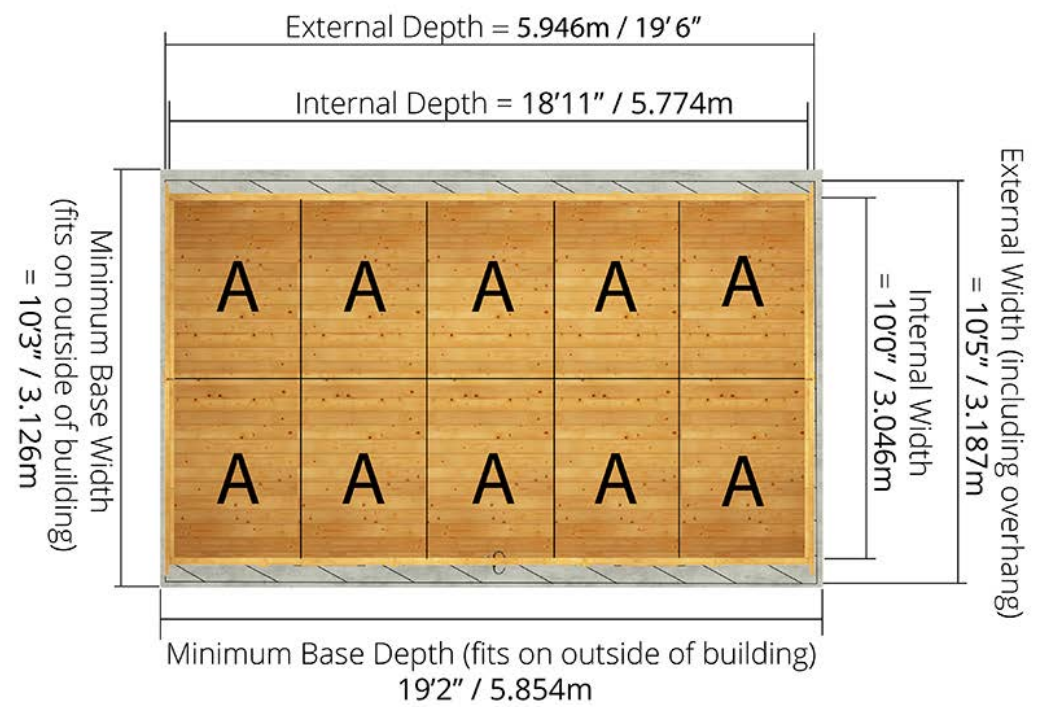 External Depth = 5.946m / 19'6”
Internal Depth = 18'11” / 5.774m
Minimum Base Width
(fits on outside of building)
= 10'3” / 3.126m
A A A A A
A A A A A
Internal Width
= 10'0” / 3.046m
External Width (including overhang)
= 10'5” / 3.187m
Minimum Base Depth (fits on outside of building)
19'2” / 5.854m